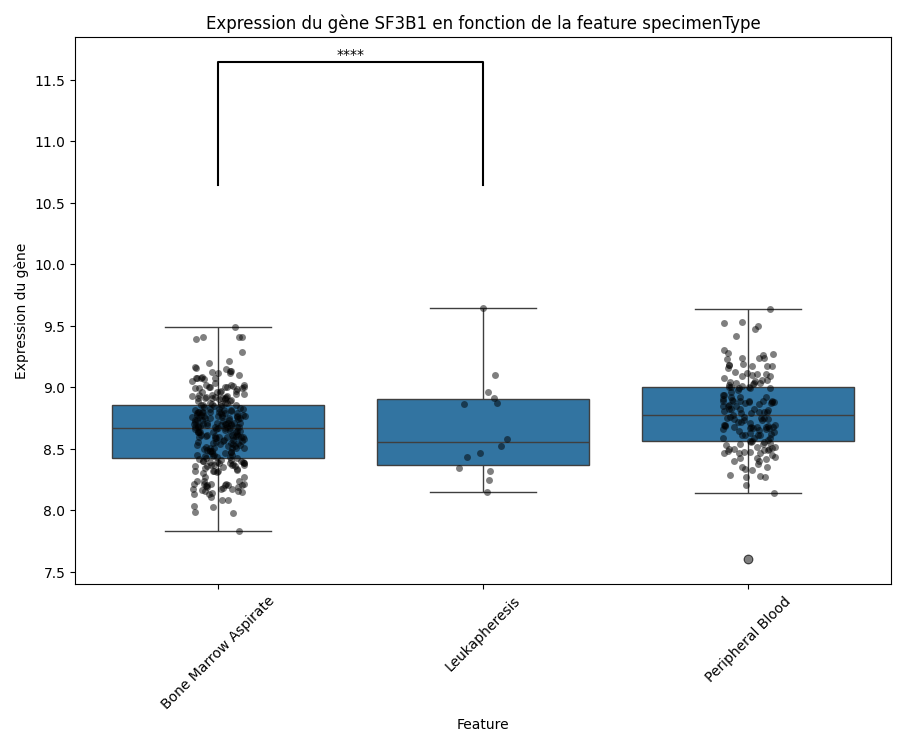 Expression du gène SF3B1 en fonction de la feature specimenType
****
11.5
11.0
10.5
10.0
9.5
9.0
8.5
8.0
7.5
Expression du gène
Bone Marrow Aspirate
Leukapheresis
Peripheral Blood
Feature